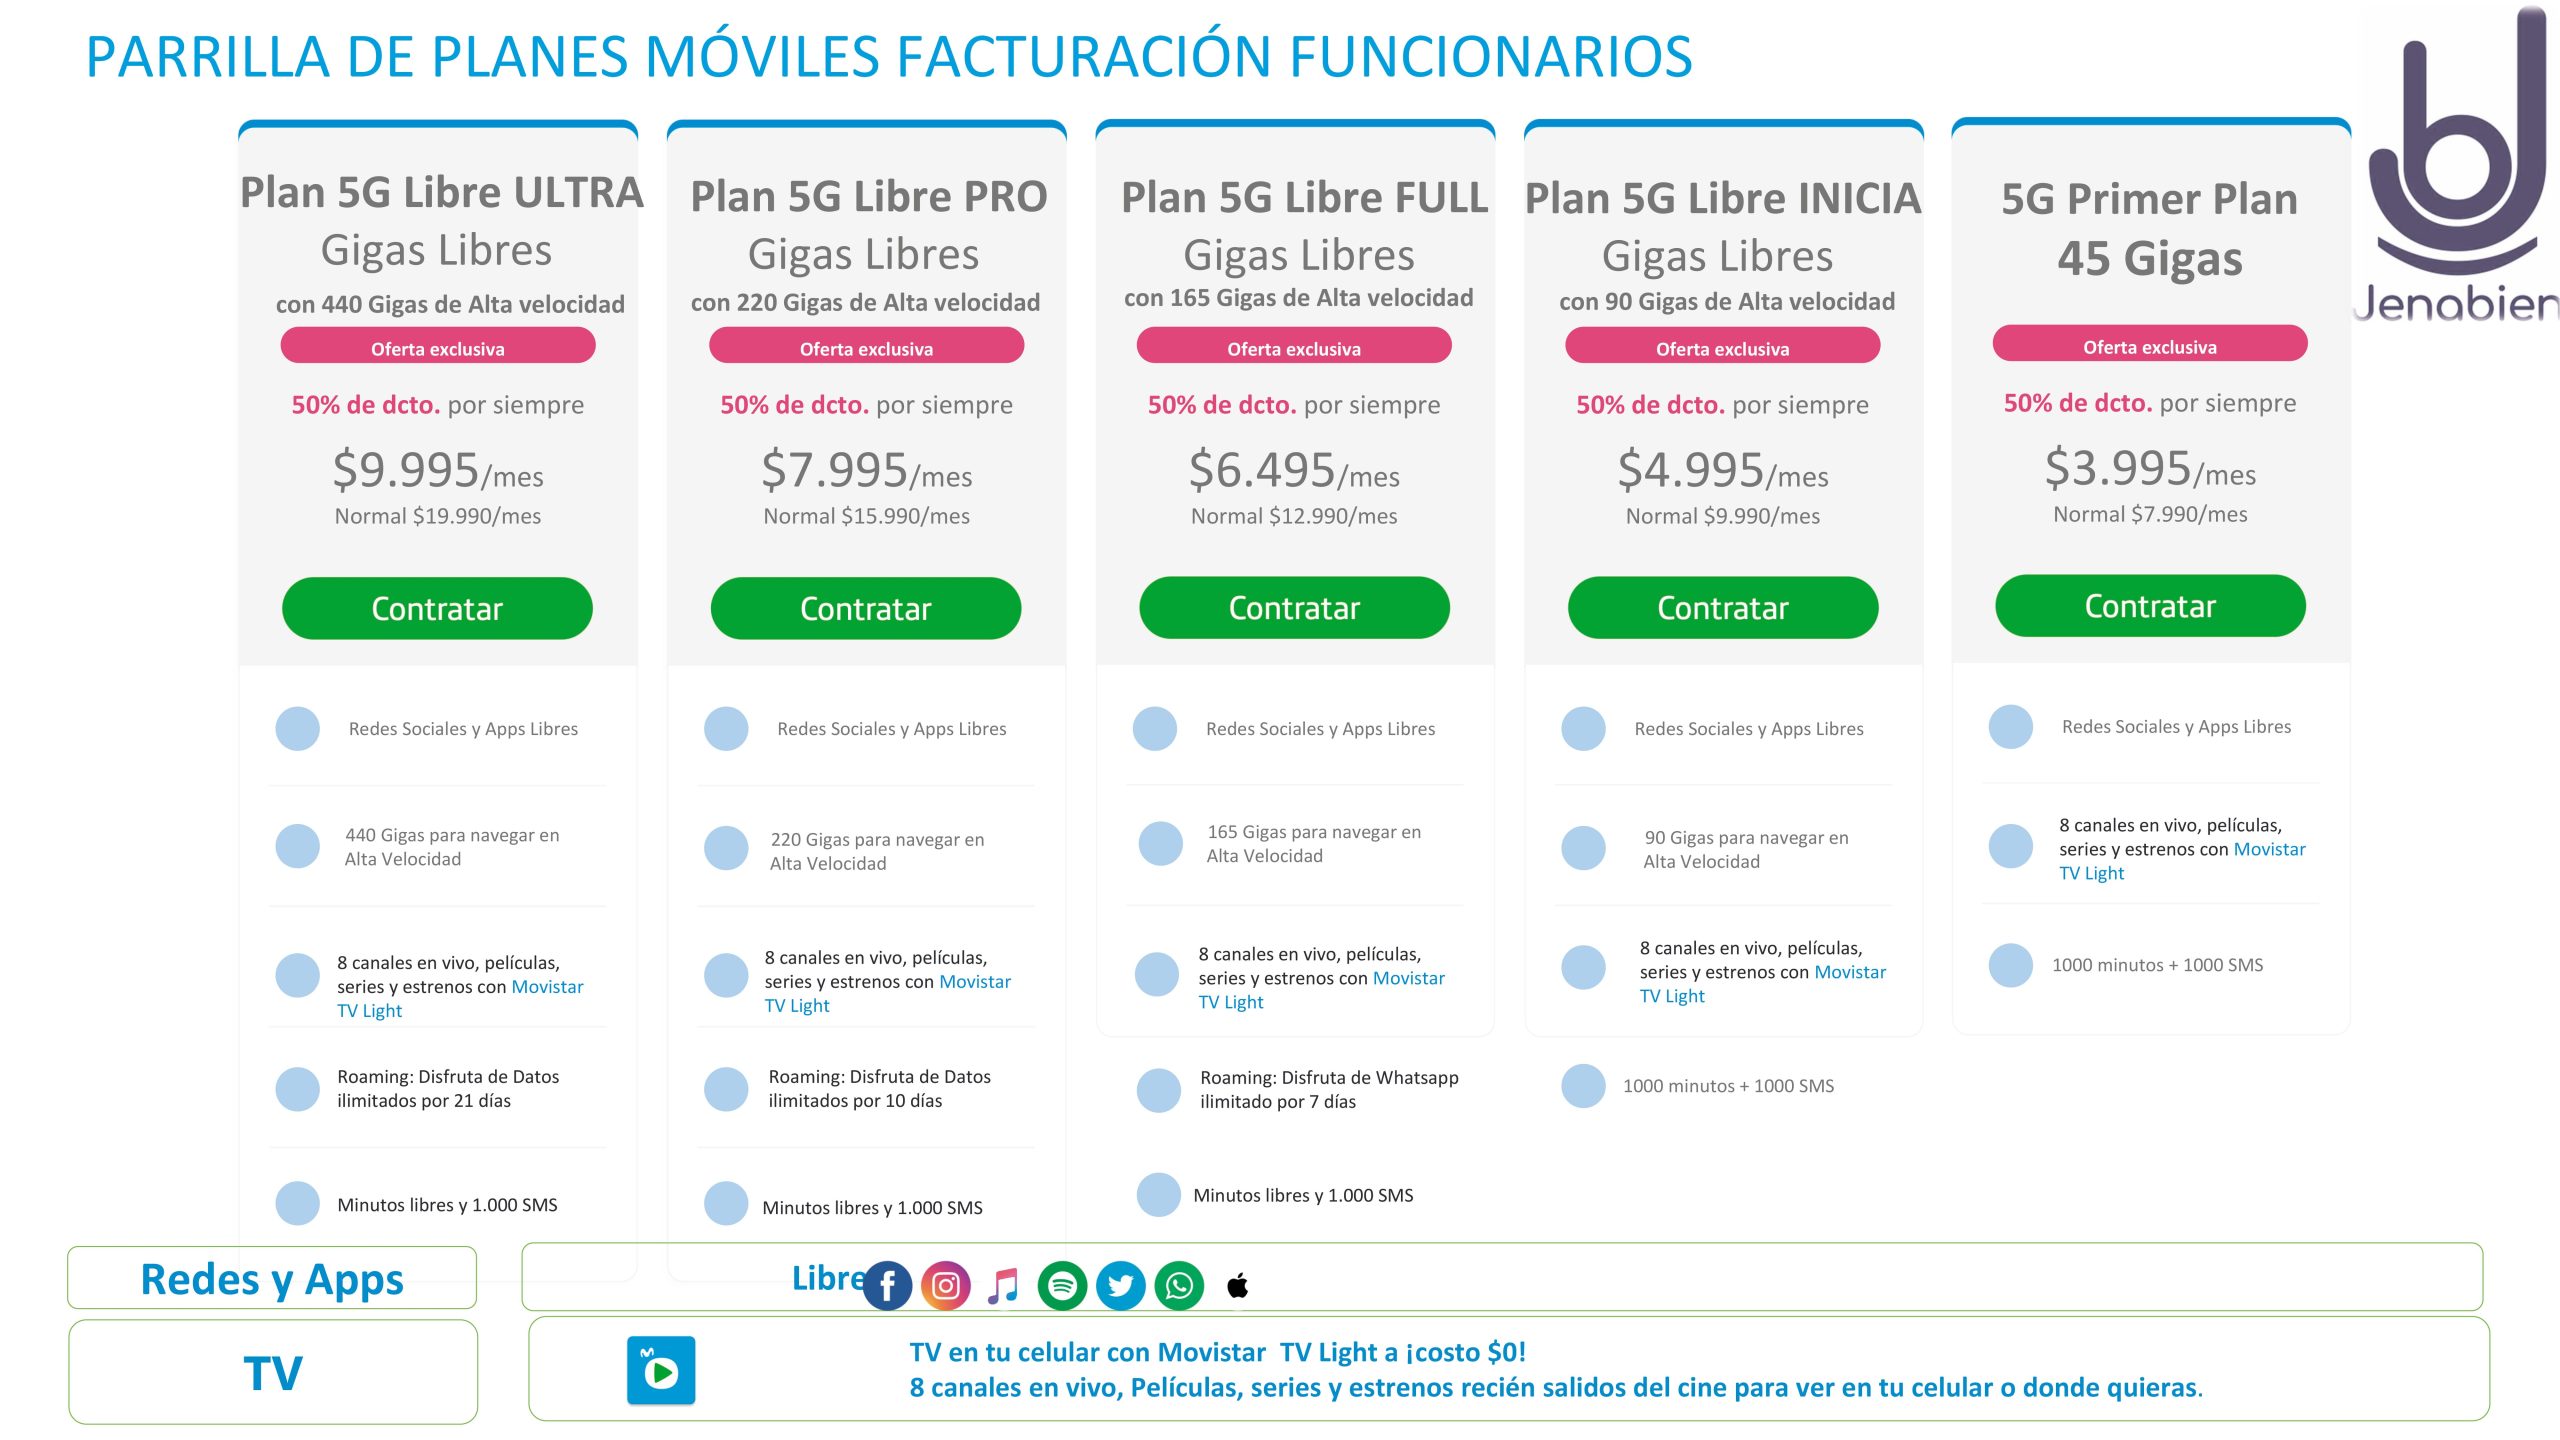 PARRILLA DE PLANES MÓVILES FACTURACIÓN FUNCIONARIOS
Jenabien
Plan 5G Libre ULTRA
Gigas Libres
con 440 Gigas de Alta velocidad
Oferta exclusiva
50% de dcto. por siempre
$9.995/mes
Normal $19.990/mes
Contratar
Redes Sociales y Apps Libres
440 Gigas para navegar en
Alta Velocidad
8 canales en vivo, películas,
series y estrenos con Movistar
TV Light
Roaming: Disfruta de Datos
ilimitados por 21 días
Minutos libres y 1.000 SMS
Plan 5G Libre PRO
Gigas Libres
con 220 Gigas de Alta velocidad
Oferta exclusiva
50% de dcto. por siempre
$7.995/mes
Normal $15.990/mes
Contratar
Redes Sociales y Apps Libres
220 Gigas para navegar en
Alta Velocidad
8 canales en vivo, películas,
series y estrenos con Movistar
TV Light
Roaming: Disfruta de Datos
ilimitados por 10 días
Minutos libres y 1.000 SMS
Plan 5G Libre FULL
Gigas Libres
con 165 Gigas de Alta velocidad
Oferta exclusiva
50% de dcto. por siempre
$6.495/mes
Normal $12.990/mes
Contratar
Redes Sociales y Apps Libres
165 Gigas para navegar en
Alta Velocidad
8 canales en vivo, películas,
series y estrenos con Movistar
TV Light
Roaming: Disfruta de Whatsapp
ilimitado por 7 días
Minutos libres y 1.000 SMS
Plan 5G Libre INICIA
Gigas Libres
con 90 Gigas de Alta velocidad
Oferta exclusiva
50% de dcto. por siempre
$4.995/mes
Normal $9.990/mes
Contratar
Redes Sociales y Apps Libres
90 Gigas para navegar en
Alta Velocidad
8 canales en vivo, películas,
series y estrenos con Movistar
TV Light
1000 minutos + 1000 SMS
5G Primer Plan
45 Gigas
Oferta exclusiva
50% de dcto. por siempre
$3.995/mes
Normal $7.990/mes
Contratar
Redes Sociales y Apps Libres
8 canales en vivo, películas,
series y estrenos con Movistar
TV Light
1000 minutos + 1000 SMS
Redes y Apps
Libre
TV
TV en tu celular con Movistar TV Light a ¡costo $0!
8 canales en vivo, Películas, series y estrenos recién salidos del cine para ver en tu celular o donde quieras.